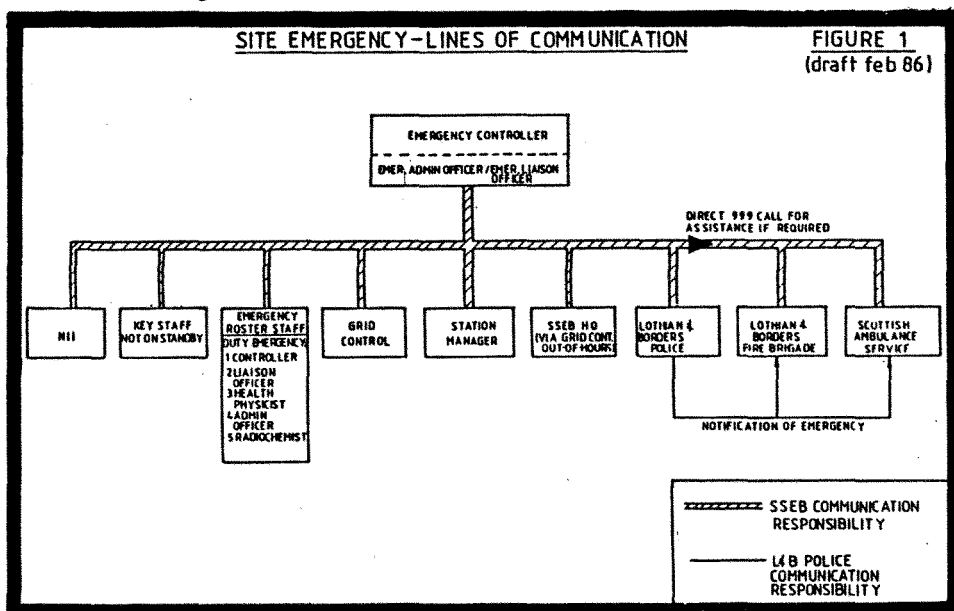 SITE EMERGENCY-LINES OF COMMUNICATION
FIGURE 1
(draft feb 86)
EMERGENCY CONTROLLER
EMER. ADMIN OFFICER / EMER. LIAISON
OFFICER
DIRECT 999 CALL FOR
ASSISTANCE IF REQUIRED
NII
KEY STAFF
NOT ON STANDBY
EMERGENCY
ROSTER STAFF
DUTY EMERGENCY
1 CONTROLLER
2 LIAISON
OFFICER
3 HEALTH
PHYSICIST
4 ADMIN
OFFICER
5 RADIOCHEMIST
GRID
CONTROL
STATION
MANAGER
SSEB HQ
(VIA GRID CONT.
OUT-OF HOURS)
LOTHIAN &
BORDERS
POLICE
LOTHIAN &
BORDERS
FIRE BRIGADE
SCOTTISH
AMBULANCE
SERVICE
NOTIFICATION OF EMERGENCY
SSEB COMMUNICATION
RESPONSIBILITY
L&B POLICE
COMMUNICATION
RESPONSIBILITY